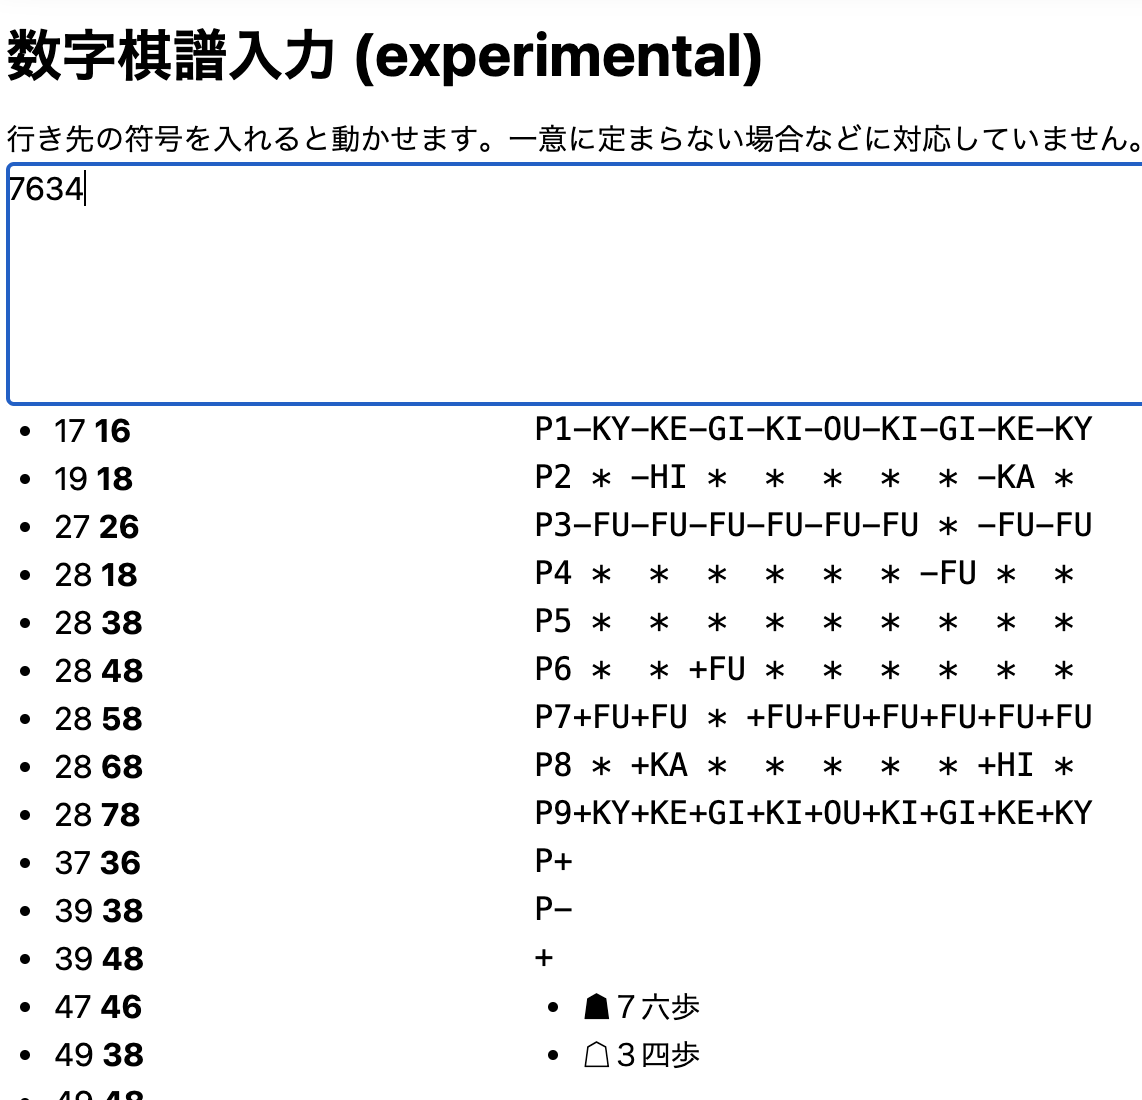 数字棋譜入力 (experimental)
行き先の符号を入れると動かせます。一意に定まらない場合などに対応していません。
7634
• 17 16
• 19 18
• 27 26
• 28 18
• 28 38
• 28 48
• 28 58
• 28 68
• 28 78
• 37 36
• 39 38
• 39 48
• 47 46
• 49 38
• 49 48
P1-KY-KE-GI-KI-OU-KI-GI-KE-KY
P2 * -HI *  *  *  *  * -KA *
P3-FU-FU-FU-FU-FU-FU * -FU-FU
P4 *  *  *  *  *  * -FU *  *
P5 *  *  *  *  *  *  *  *  *
P6 *  * +FU *  *  *  *  *  *
P7+FU+FU * +FU+FU+FU+FU+FU+FU
P8 * +KA *  *  *  *  * +HI *
P9+KY+KE+GI+KI+OU+KI+GI+KE+KY
P+
P-
+
• ☗7六歩
• ☖3四歩